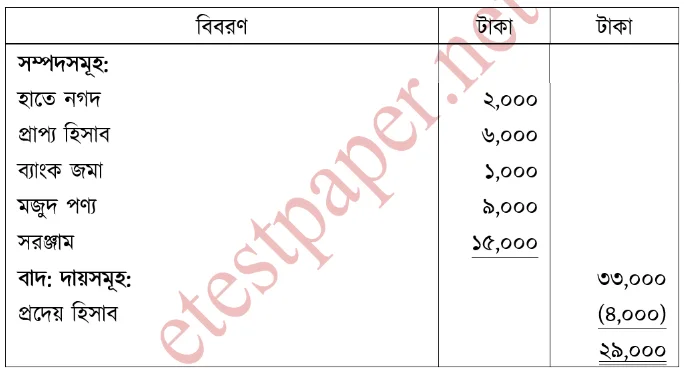 বিবরণ টাকা টাকা
সম্পদসমূহ:
হাতে নগদ ২,০০০
প্রাপ্য হিসাব ৬,০০০
ব্যাংক জমা ১,০০০
মজুদ পণ্য ৯,০০০
সরঞ্জাম ১৫,০০০
বাদ: দায়সমূহ: ৩৩,০০০
প্রদেয় হিসাব (৪,০০০)
২৯,০০০
etestpaper.net